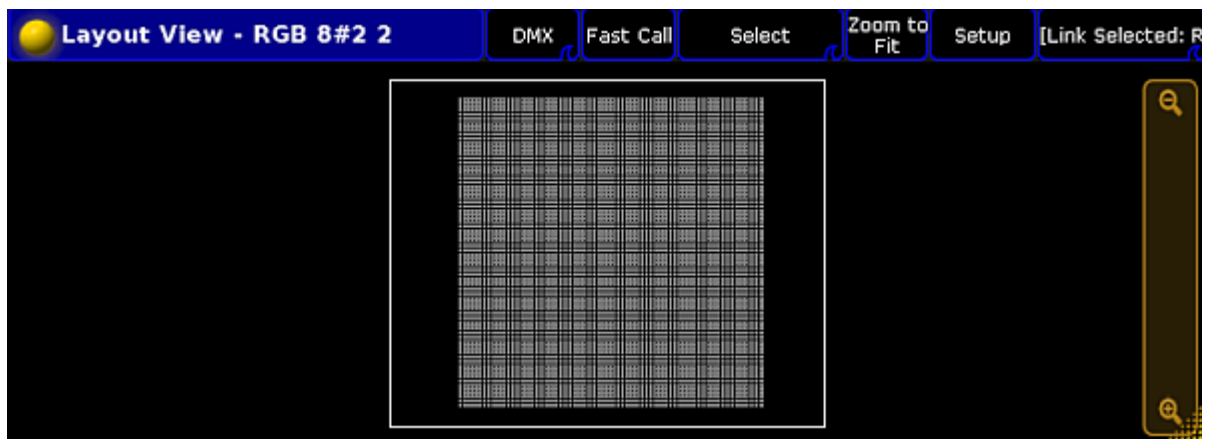 Layout View - RGB 8#2 2
DMX
Fast Call
Select
Zoom to
Fit
Setup
[Link Selected: R